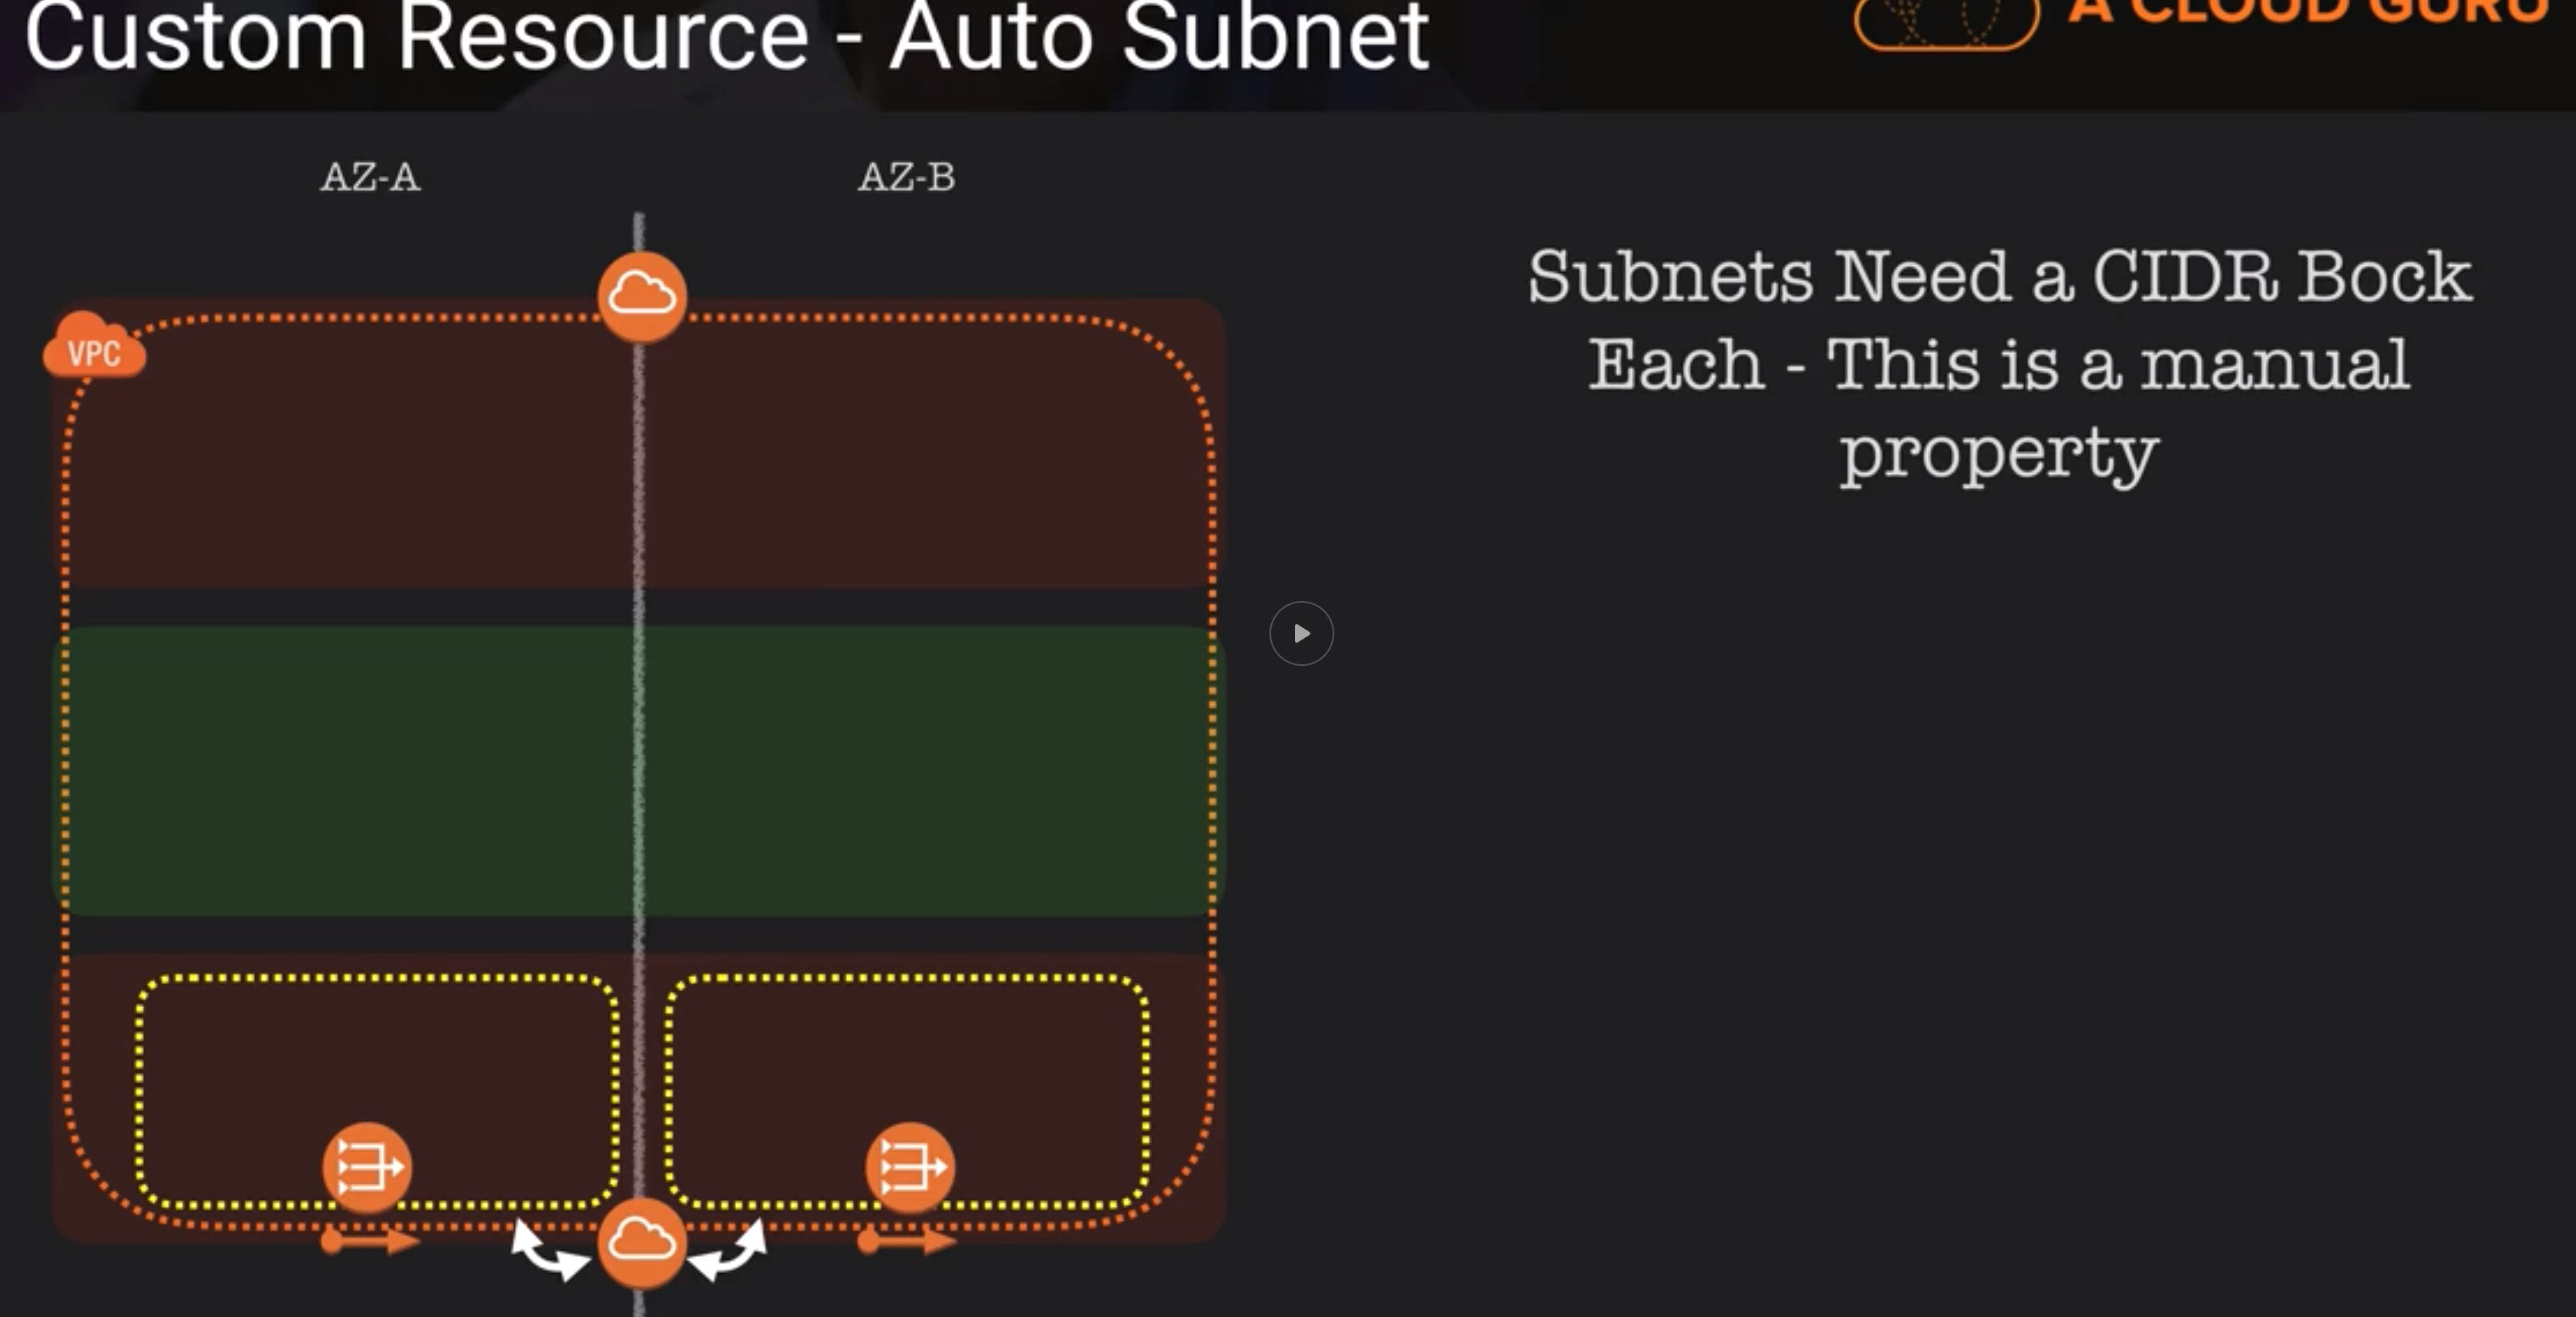 Custom Resource - Auto Subnet
A CLOUD GURU
AZ-A
AZ-B
Subnets Need a CIDR Bock
Each - This is a manual
property
VPC